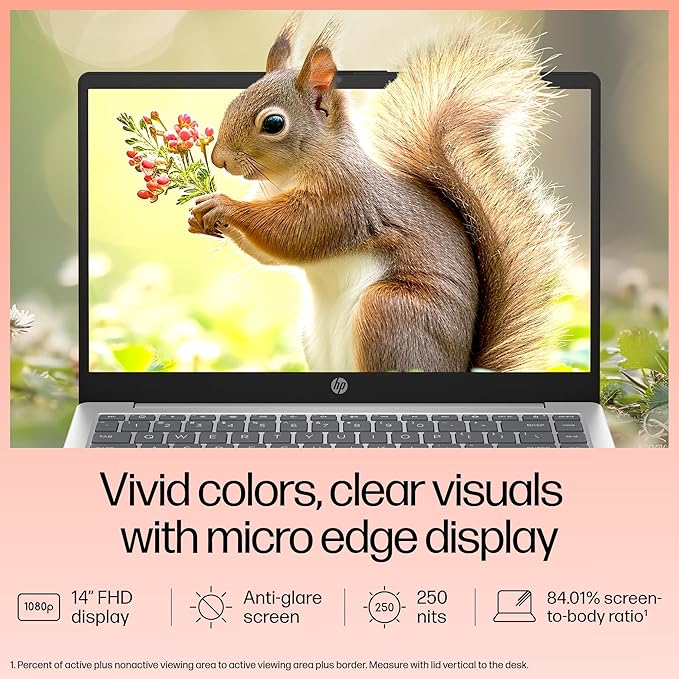 hp
TAB Q W E R T Y U I O P
Vivid colors, clear visuals
with micro edge display
1080p
14” FHD
display
Anti-glare
screen
250
250
nits
84.01% screen-
to-body ratio¹
1. Percent of active plus nonactive viewing area to active viewing area plus border. Measure with lid vertical to the desk.